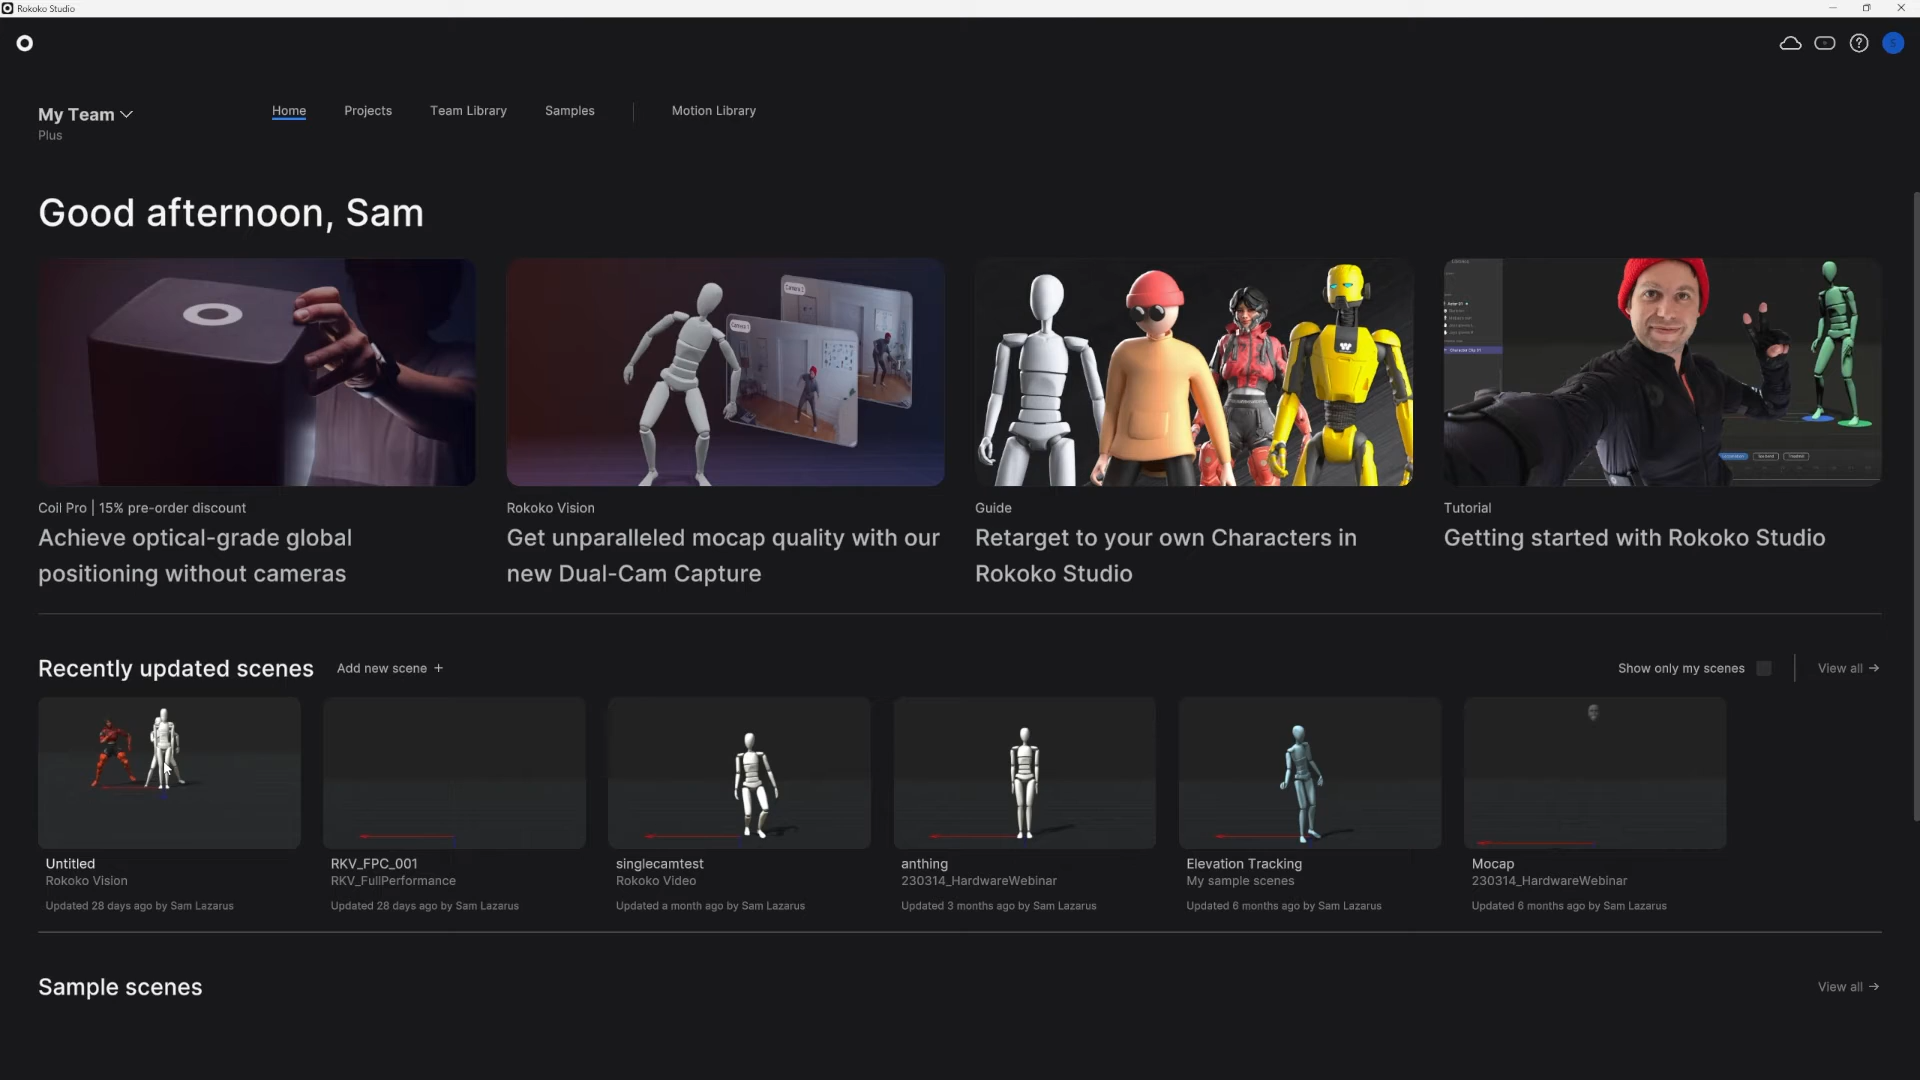 Rokoko Studio
My Team
Plus
Home
Projects
Team Library
Samples
Motion Library
Good afternoon, Sam
Camera 1
Camera 2
Coil Pro | 15% pre-order discount
Achieve optical-grade global
positioning without cameras
Rokoko Vision
Get unparalleled mocap quality with our
new Dual-Cam Capture
Guide
Retarget to your own Characters in
Rokoko Studio
Tutorial
Getting started with Rokoko Studio
Recently updated scenes
Add new scene +
Show only my scenes
View all →
Untitled
Rokoko Vision
Updated 28 days ago by Sam Lazarus
RKV_FPC_001
RKV_FullPerformance
Updated 28 days ago by Sam Lazarus
singlecamtest
Rokoko Video
Updated a month ago by Sam Lazarus
anthing
230314_HardwareWebinar
Updated 3 months ago by Sam Lazarus
Elevation Tracking
My sample scenes
Updated 6 months ago by Sam Lazarus
Mocap
230314_HardwareWebinar
Updated 6 months ago by Sam Lazarus
Sample scenes
View all →